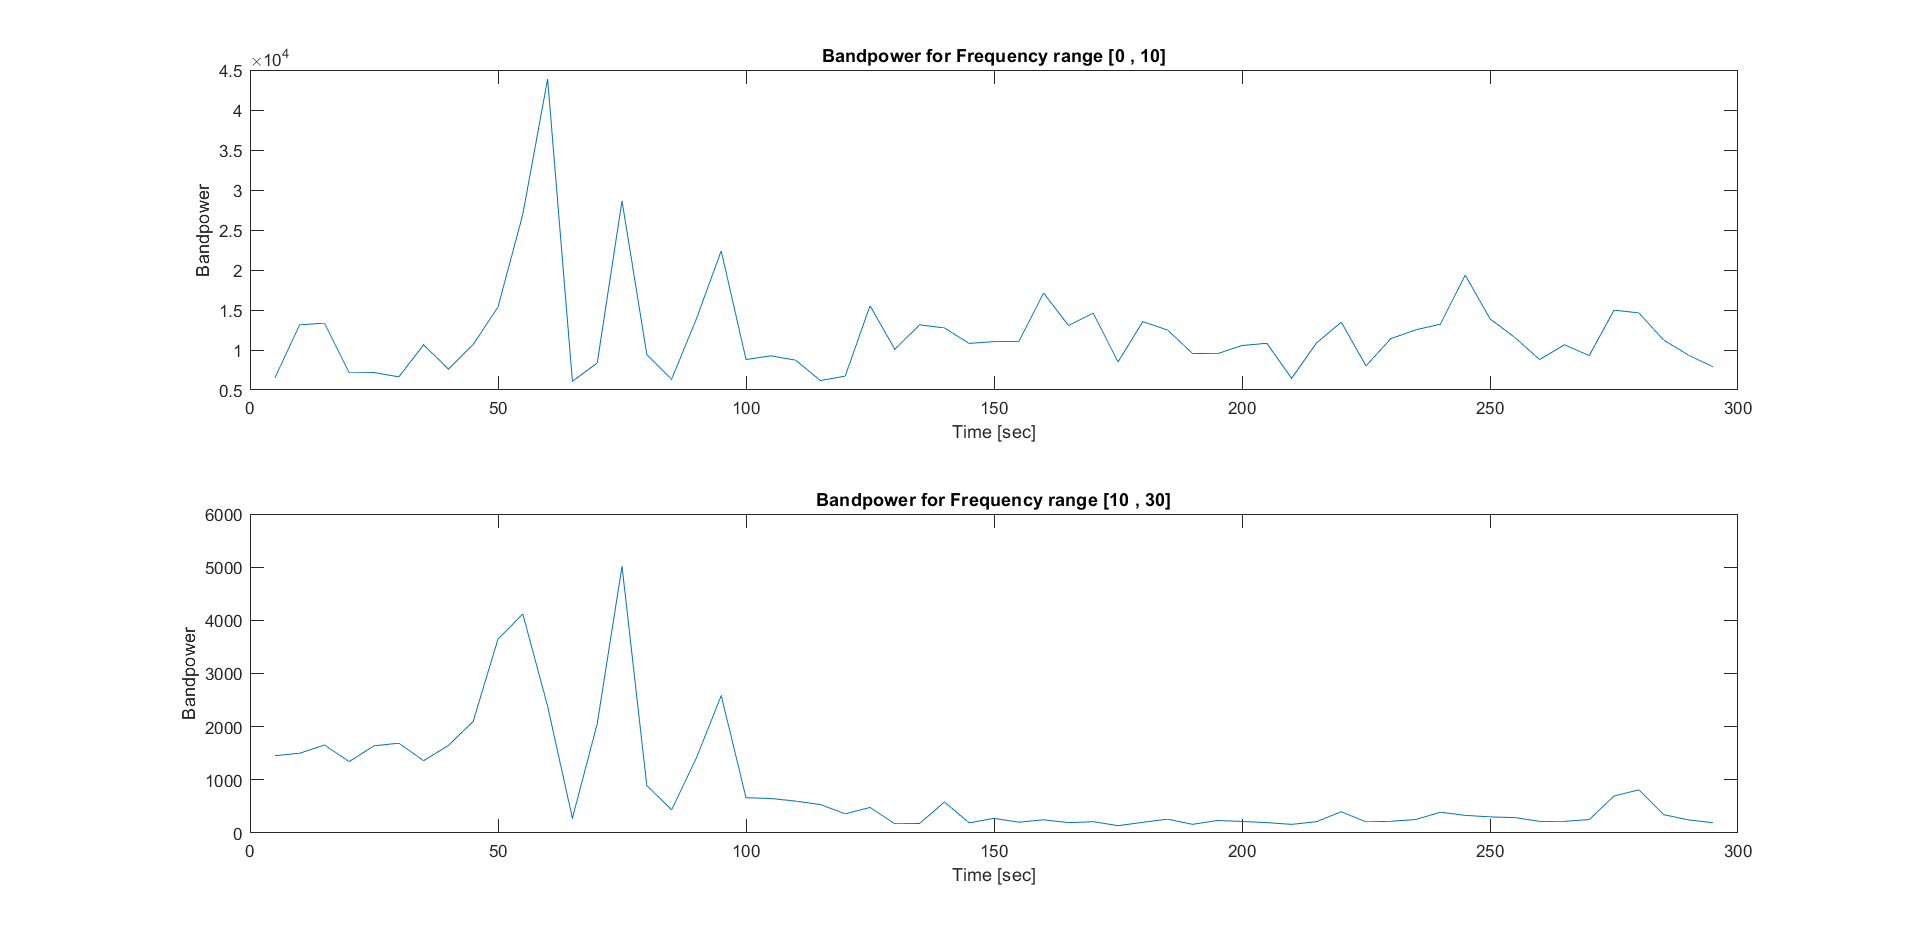 Bandpower for Frequency range [0 , 10]
×10⁴
4.5
4
3.5
3
2.5
2
1.5
1
0.5
Bandpower
0 50 100 150 200 250 300
Time [sec]
Bandpower for Frequency range [10 , 30]
6000
5000
4000
3000
2000
1000
0
Bandpower
0 50 100 150 200 250 300
Time [sec]